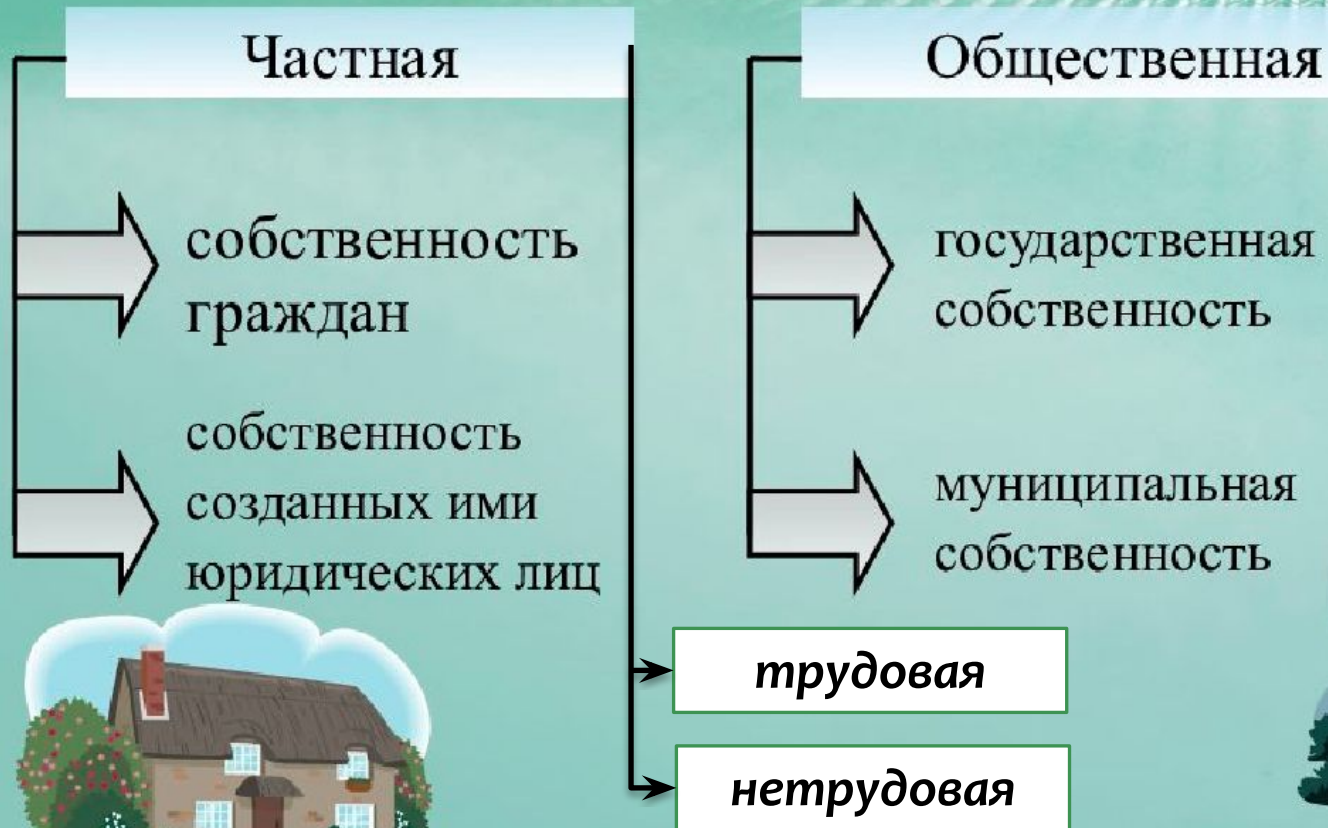 Частная
собственность
граждан
собственность
созданных ими
юридических лиц
Общественная
государственная
собственность
муниципальная
собственность
трудовая
нетрудовая